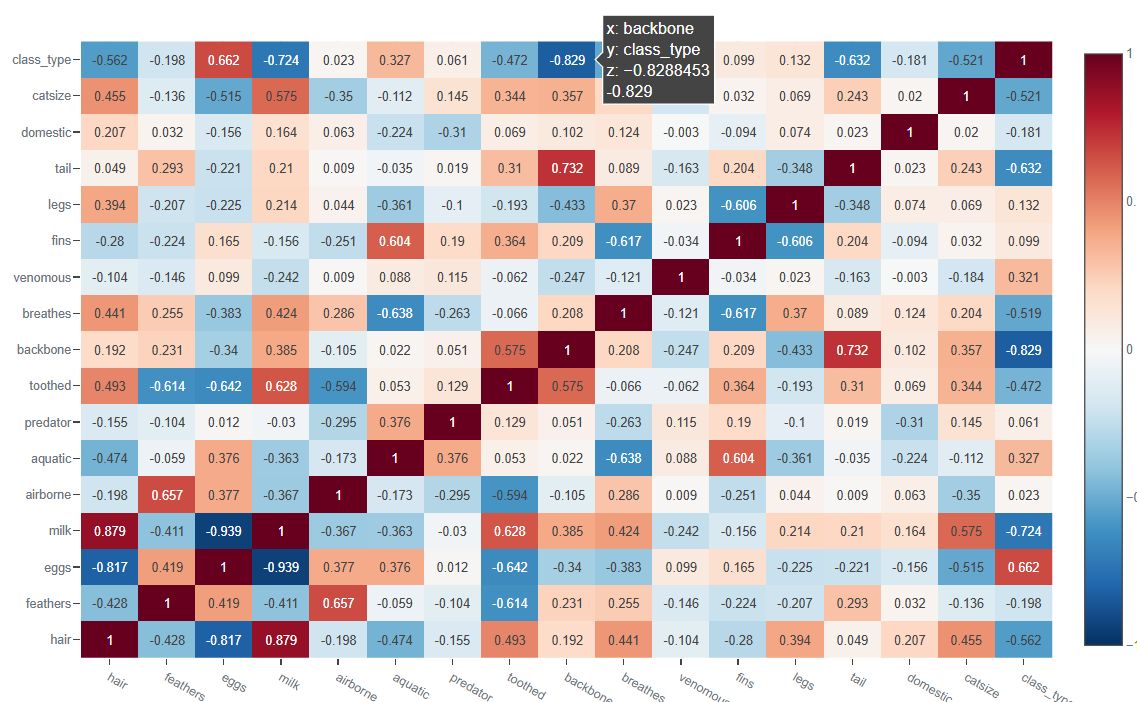 x: backbone
y: class_type
z: −0.8288453
-0.829
class_type -0.562 -0.198 0.662 -0.724 0.023 0.327 0.061 -0.472 -0.829 0.099 0.132 -0.632 -0.181 -0.521 1
catsize 0.455 -0.136 -0.515 0.575 -0.35 -0.112 0.145 0.344 0.357 0.032 0.069 0.243 0.02 1 -0.521
domestic 0.207 0.032 -0.156 0.164 0.063 -0.224 -0.31 0.069 0.102 0.124 -0.003 -0.094 0.074 0.023 1 0.02 -0.181
tail 0.049 0.293 -0.221 0.21 0.009 -0.035 0.019 0.31 0.732 0.089 -0.163 0.204 -0.348 1 0.023 0.243 -0.632
legs 0.394 -0.207 -0.225 0.214 0.044 -0.361 -0.1 -0.193 -0.433 0.37 0.023 -0.606 1 -0.348 0.074 0.069 0.132
fins -0.28 -0.224 0.165 -0.156 -0.251 0.604 0.19 0.364 0.209 -0.617 -0.034 1 -0.606 0.204 -0.094 0.032 0.099
venomous -0.104 -0.146 0.099 -0.242 0.009 0.088 0.115 -0.062 -0.247 -0.121 1 -0.034 0.023 -0.163 -0.003 -0.184 0.321
breathes 0.441 0.255 -0.383 0.424 0.286 -0.638 -0.263 -0.066 0.208 1 -0.121 -0.617 0.37 0.089 0.124 0.204 -0.519
backbone 0.192 0.231 -0.34 0.385 -0.105 0.022 0.051 0.575 1 0.208 -0.247 0.209 -0.433 0.732 0.102 0.357 -0.829
toothed 0.493 -0.614 -0.642 0.628 -0.594 0.053 0.129 1 0.575 -0.066 -0.062 0.364 -0.193 0.31 0.069 0.344 -0.472
predator -0.155 -0.104 0.012 -0.03 -0.295 0.376 1 0.129 0.051 -0.263 0.115 0.19 -0.1 0.019 -0.31 0.145 0.061
aquatic -0.474 -0.059 0.376 -0.363 -0.173 1 0.376 0.053 0.022 -0.638 0.088 0.604 -0.361 -0.035 -0.224 -0.112 0.327
airborne -0.198 0.657 0.377 -0.367 1 -0.173 -0.295 -0.594 -0.105 0.286 0.009 -0.251 0.044 0.009 0.063 -0.35 0.023
milk 0.879 -0.411 -0.939 1 -0.367 -0.363 -0.03 0.628 0.385 0.424 -0.242 -0.156 0.214 0.21 0.164 0.575 -0.724
eggs -0.817 0.419 1 -0.939 0.377 0.376 0.012 -0.642 -0.34 -0.383 0.099 0.165 -0.225 -0.221 -0.156 -0.515 0.662
feathers -0.428 1 0.419 -0.411 0.657 -0.059 -0.104 -0.614 0.231 0.255 -0.146 -0.224 -0.207 0.293 0.032 -0.136 -0.198
hair 1 -0.428 -0.817 0.879 -0.198 -0.474 -0.155 0.493 0.192 0.441 -0.104 -0.28 0.394 0.049 0.207 0.455 -0.562
hair feathers eggs milk airborne aquatic predator toothed backbone breathes venomous fins legs tail domestic catsize class_type
1
0